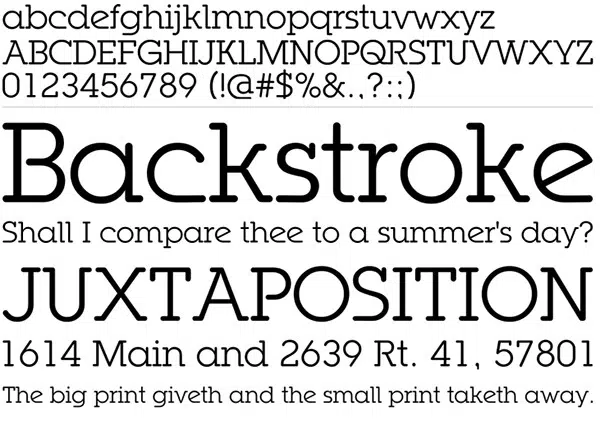 abcdefghijklmnopqrstuvwxyz
ABCDEFGHIJKLMNOPQRSTUVWXYZ
0123456789 (!@#$%&.,?:;)
Backstroke
Shall I compare thee to a summer's day?
JUXTAPOSITION
1614 Main and 2639 Rt. 41, 57801
The big print giveth and the small print taketh away.